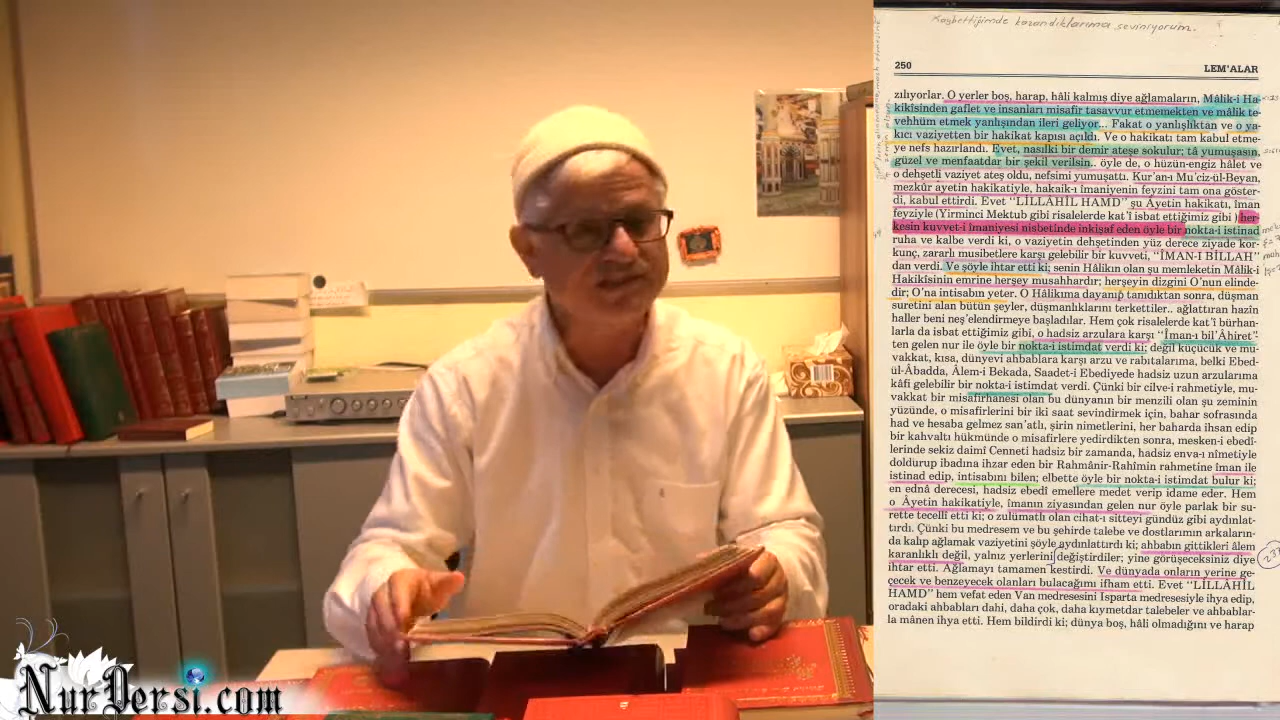 Kaybettiğimde kazandıklarıma seviniyorum.
250
LEM'ALAR
zılıyorlar. O yerler boş, harap, hâli kalmış diye ağlamaların, Mâlik-i Ha-
kikîsinden gaflet ve insanları misafir tasavvur etmemekten ve mâlik te-
vehhüm etmek yanlışından ileri geliyor... Fakat o yanlışlıktan ve o ya-
kıcı vaziyetten bir hakikat kapısı açıldı. Ve o hakikatı tam kabul etme-
ye nefs hazırlandı. Evet, nasılki bir demir ateşe sokulur; tâ yumuşasın,
güzel ve menfaatdar bir şekil verilsin.. öyle de, o hüzün-engiz hâlet ve
o dehşetli vaziyet ateş oldu, nefsimi yumuşattı. Kur'an-ı Mu'ciz-ül-Beyan,
mezkûr ayetin hakikatiyle, hakaik-ı imaniyenin feyzini tam ona göster-
di, kabul ettirdi. Evet "LİLLÂHİL HAMD" şu Âyetin hakikatı, îman
feyziyle (Yirminci Mektub gibi risalelerde kat'î isbat ettiğimiz gibi ) her-
kesin kuvvet-i îmaniyesi nisbetinde inkişaf eden öyle bir nokta-i istinad
ruha ve kalbe verdi ki, o vaziyetin dehşetinden yüz derece ziyade kor-
kunç, zararlı musibetlere karşı gelebilir bir kuvveti, "İMAN-I BİLLAH"
dan verdi. Ve şöyle ihtar etti ki; senin Hâlikın olan şu memleketin Mâlik-i
Hakikîsinin emrine herşey musahhardır; herşeyin dizgini O'nun elinde-
dir; O'na intisabın yeter. O Hâlikıma dayanıp tanıdıktan sonra, düşman
suretini alan bütün şeyler, düşmanlıklarını terkettiler.. ağlattıran hazîn
haller beni neş'elendirmeye başladılar. Hem çok risalelerde kat'î bürhan-
larla da isbat ettiğimiz gibi, o hadsiz arzulara karşı "İman-ı bil'Âhiret"
ten gelen nur ile öyle bir nokta-i istimdat verdi ki; değil küçücük ve mu-
vakkat, kısa, dünyevî ahbablara karşı arzu ve rabıtalarıma, belki Ebed-
ül-Âbadda, Âlem-i Bekada, Saadet-i Ebediyede hadsiz uzun arzularıma
kâfi gelebilir bir nokta-i istimdat verdi. Çünki bir cilve-i rahmetiyle, mu-
vakkat bir misafirhanesi olan bu dünyanın bir menzili olan şu zeminin
yüzünde, o misafirlerini bir iki saat sevindirmek için, bahar sofrasında
had ve hesaba gelmez san'atlı, şirin nimetlerini, her baharda ihsan edip
bir kahvaltı hükmünde o misafirlere yedirdikten sonra, mesken-i ebedî-
lerinde sekiz daimî Cenneti hadsiz bir zamanda, hadsiz enva-ı nîmetiyle
doldurup ibadına ihzar eden bir Rahmânir-Rahîmin rahmetine îman ile
istinad edip, intisabını bilen; elbette öyle bir nokta-i istimdat bulur ki;
en ednâ derecesi, hadsiz ebedî emellere medet verip idame eder. Hem
o Âyetin hakikatiyle, îmanın ziyasından gelen nur öyle parlak bir su-
rette tecelli etti ki; o zulümatlı olan cihat-ı sitteyi gündüz gibi aydınlat-
tırdı. Çünki bu medresem ve bu şehirde talebe ve dostlarımın arkaların-
da kalıp ağlamak vaziyetini şöyle aydınlattırdı ki; ahbabın gittikleri âlem
karanlıklı değil, yalnız yerlerini değiştirdiler; yine görüşeceksiniz diye
ihtar etti. Ağlamayı tamamen kestirdi. Ve dünyada onların yerine ge-
çecek ve benzeyecek olanları bulacağımı ifham etti. Evet "LİLLÂHİL
HAMD" hem vefat eden Van medresesini Isparta medresesiyle ihya edip,
oradaki ahbabları dahi, daha çok, daha kıymetdar talebeler ve ahbablar-
la mânen ihya etti. Hem bildirdi ki; dünya boş, hâli olmadığını ve harap
NurDersi.com